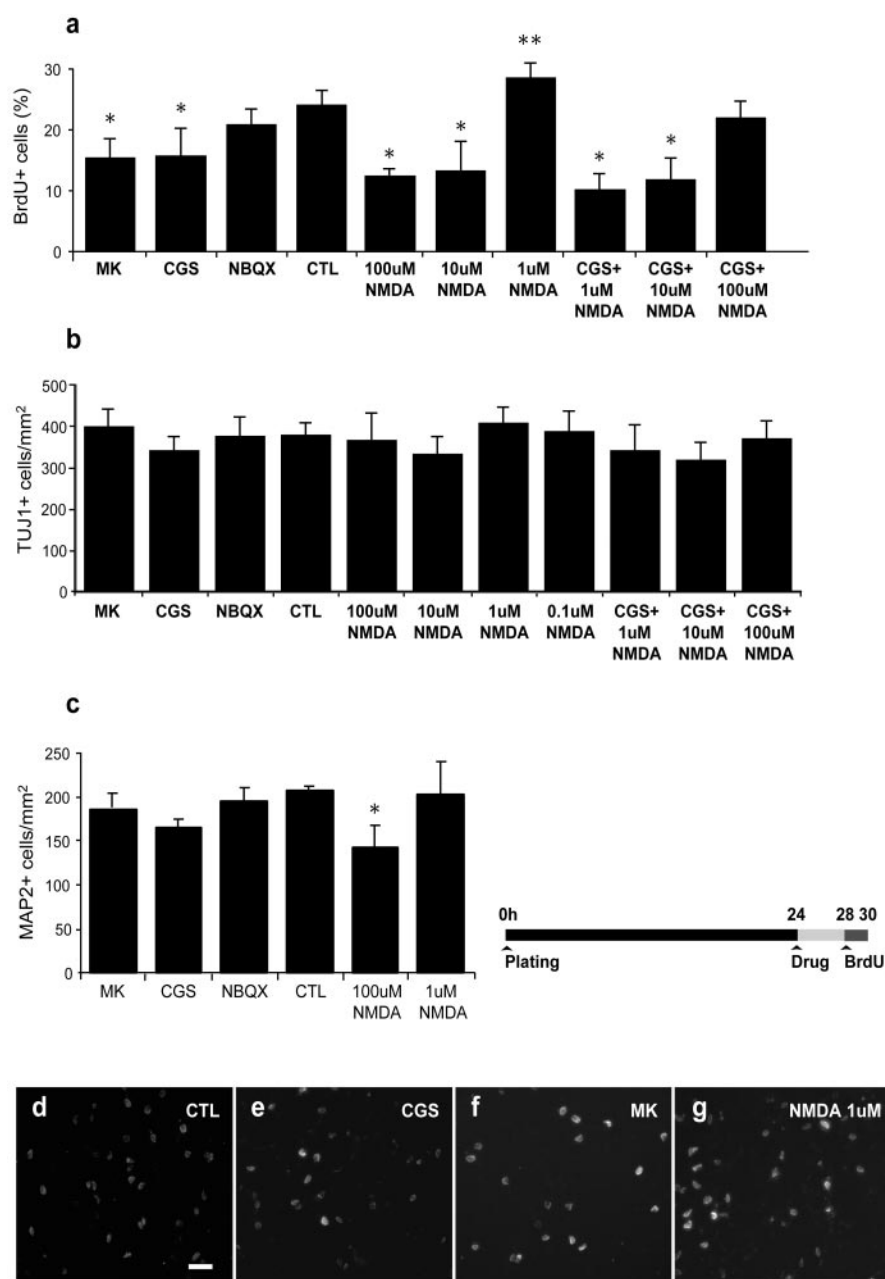 a
BrdU+ cells (%)
40
30
20
10
0
* * * * ** * *
MK CGS NBQX CTL 100uM 10uM 1uM CGS+ CGS+ CGS+
NMDA NMDA NMDA 1uM 10uM 100uM
NMDA NMDA NMDA
b
TUJ1+ cells/mm²
500
400
300
200
100
0
MK CGS NBQX CTL 100uM 10uM 1uM 0.1uM CGS+ CGS+ CGS+
NMDA NMDA NMDA NMDA 1uM 10uM 100uM
NMDA NMDA NMDA
c
MAP2+ cells/mm²
250
200
150
100
50
0
*
MK CGS NBQX CTL 100uM 1uM
NMDA NMDA
0h 24 28 30
Plating Drug BrdU
d CTL
e CGS
f MK
g NMDA 1uM